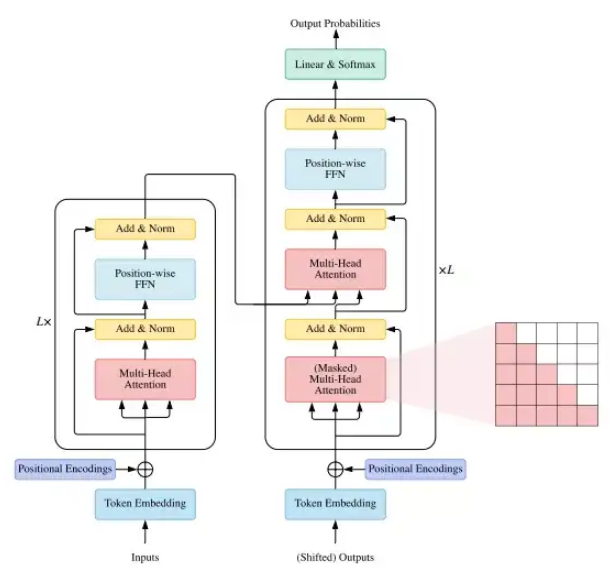 Output Probabilities
Linear & Softmax
Add & Norm
Position-wise
FFN
Add & Norm
Multi-Head
Attention
×L
Add & Norm
(Masked)
Multi-Head
Attention
Positional Encodings
Token Embedding
(Shifted) Outputs
Add & Norm
Position-wise
FFN
L×
Add & Norm
Multi-Head
Attention
Positional Encodings
Token Embedding
Inputs